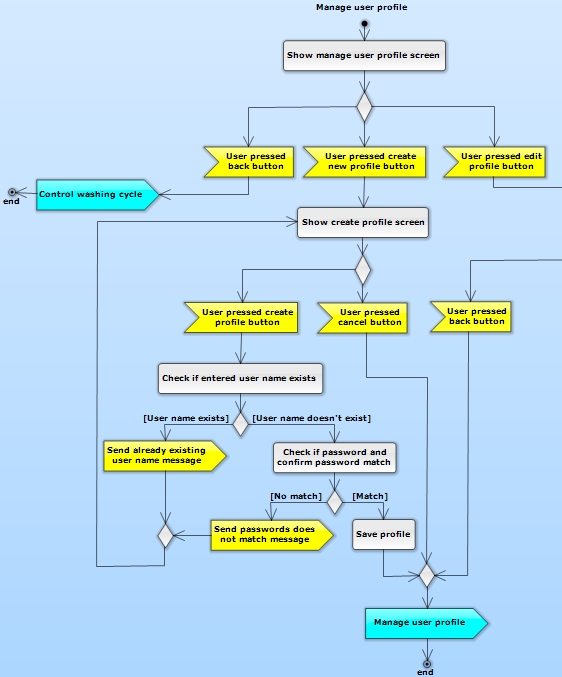 Manage user profile
Show manage user profile screen
User pressed
back button
User pressed create
new profile button
User pressed edit
profile button
Control washing cycle
end
Show create profile screen
User pressed create
profile button
User pressed
cancel button
User pressed
back button
Check if entered user name exists
[User name exists]
[User name doesn't exist]
Send already existing
user name message
Check if password and
confirm password match
[No match]
[Match]
Send passwords does
not match message
Save profile
Manage user profile
end